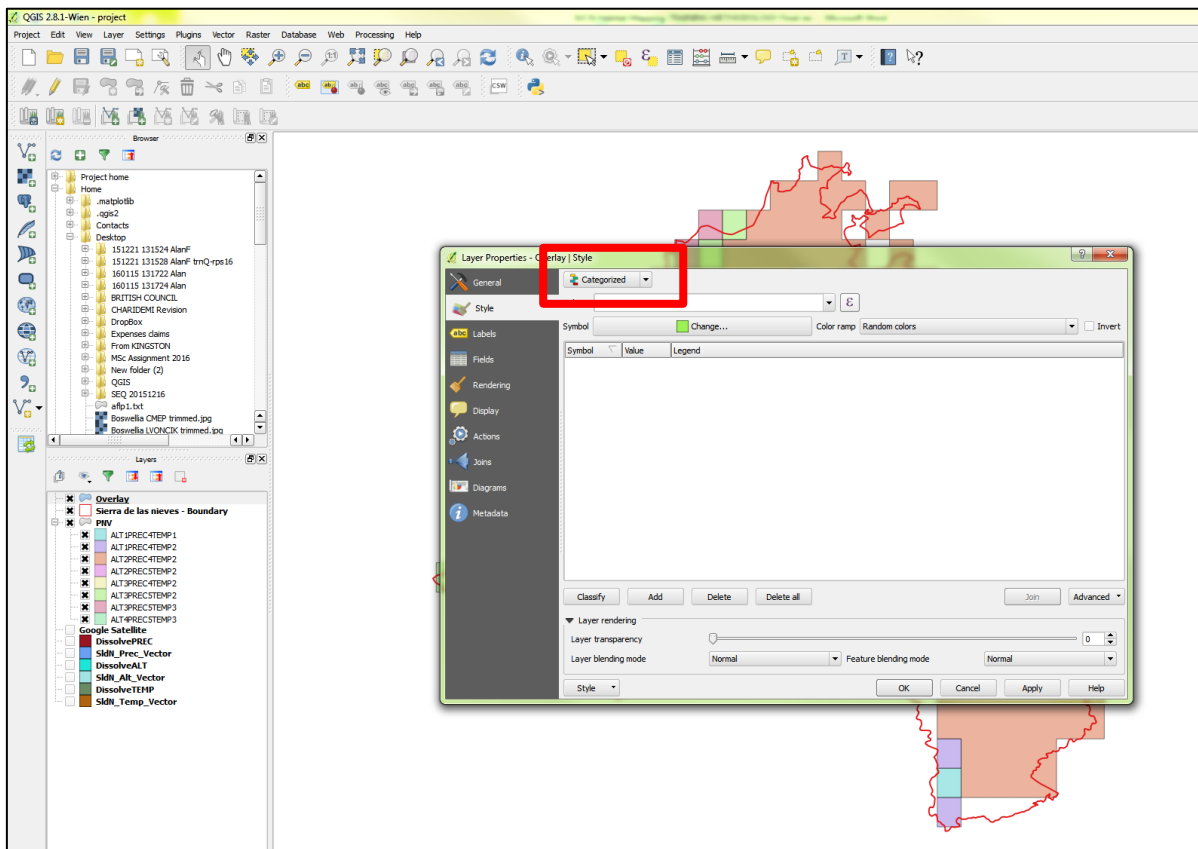 QGIS 2.8.1-Wien - project
Project Edit View Layer Settings Plugins Vector Raster Database Web Processing Help
Browser
Project home
Home
.matplotlib
.qgis2
Contacts
Desktop
151221 131524 AlanF
151221 131528 AlanF trnQ-rps16
160115 131722 Alan
160115 131724 Alan
BRITISH COUNCIL
CHARIDEMI Revision
DropBox
Expenses claims
From KINGSTON
MSc Assignment 2016
New folder (2)
QGIS
SEQ 20151216
aflp1.txt
Boswellia CMEP trimmed.jpg
Boswellia LVONCIK trimmed.jpg
Layers
Overlay
Sierra de las nieves - Boundary
PNV
ALT1PREC4TEMP1
ALT1PREC4TEMP2
ALT2PREC4TEMP2
ALT2PREC5TEMP2
ALT3PREC4TEMP2
ALT3PREC5TEMP2
ALT3PREC5TEMP3
ALT4PREC5TEMP3
Google Satellite
DissolvePREC
SldN_Prec_Vector
DissolveALT
SldN_Alt_Vector
DissolveTEMP
SldN_Temp_Vector
Layer Properties - Overlay | Style
General
Style
Labels
Fields
Rendering
Display
Actions
Joins
Diagrams
Metadata
Categorized
Symbol Change... Color ramp Random colors Invert
Symbol Value Legend
Classify Add Delete Delete all Join Advanced
Layer rendering
Layer transparency 0
Layer blending mode Normal Feature blending mode Normal
Style OK Cancel Apply Help